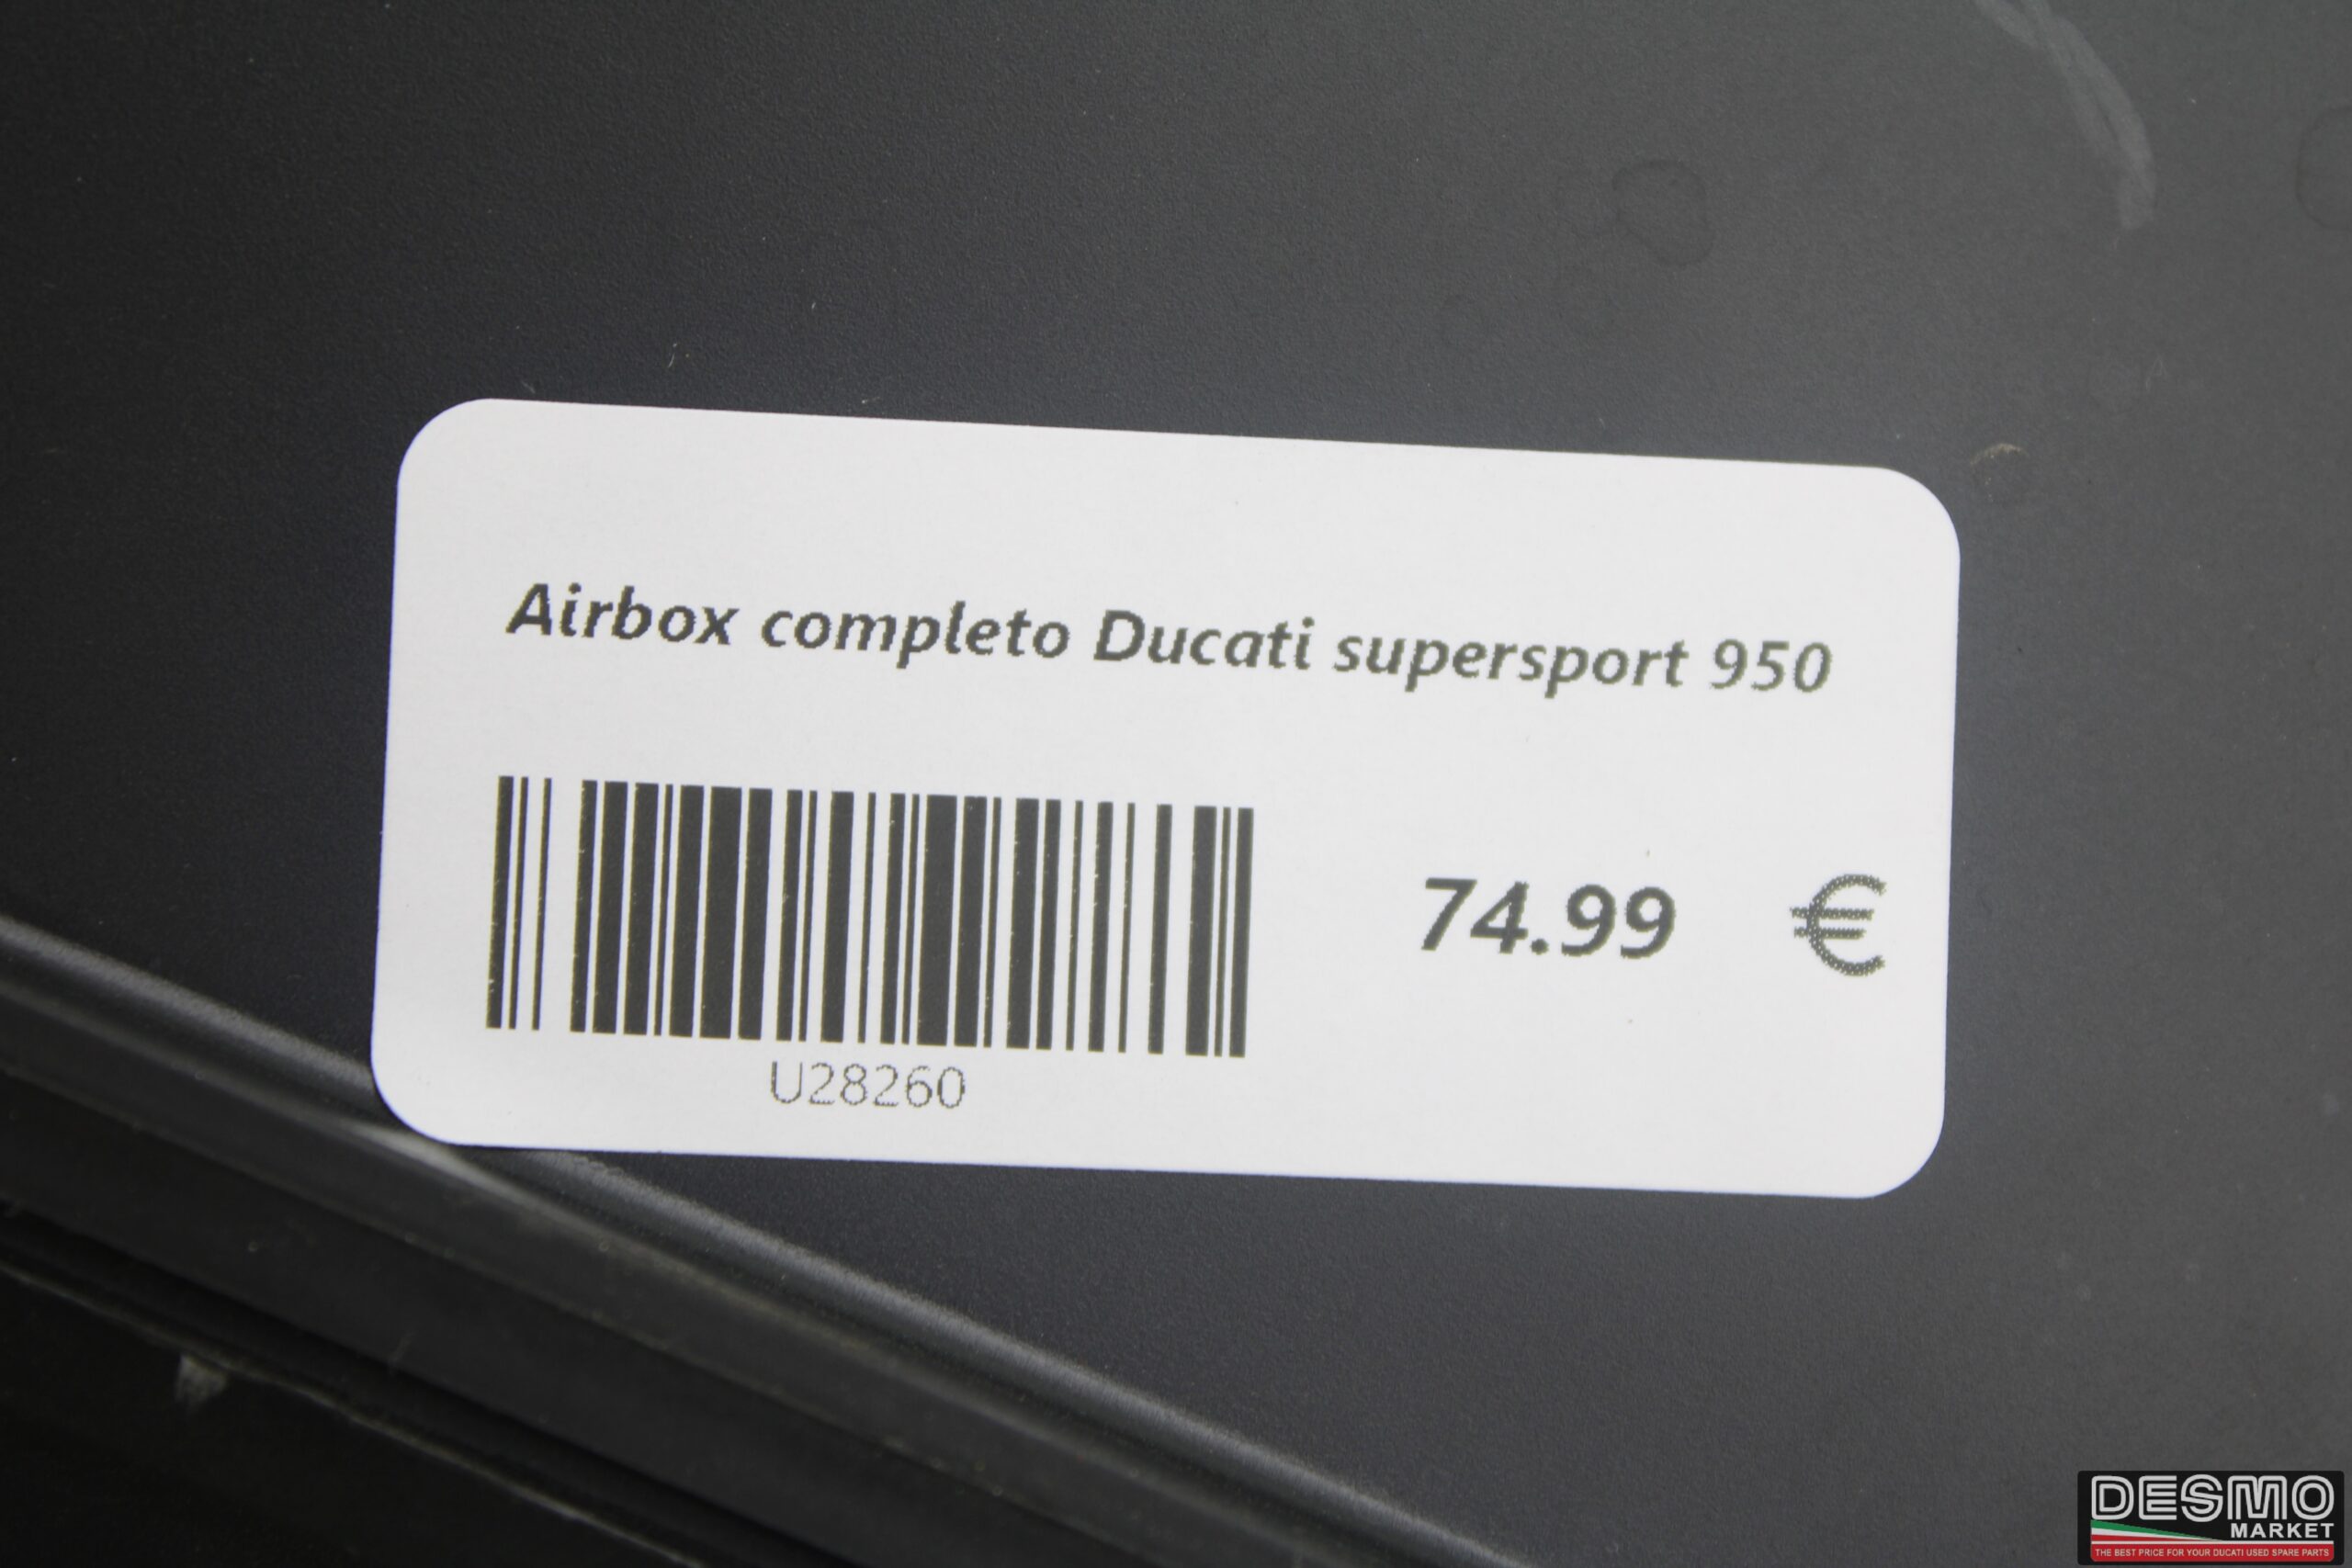 Airbox completo Ducati supersport 950
74.99 €
U28260
DESMO
MARKET
THE BEST PRICE FOR YOUR DUCATI USED SPARE PARTS